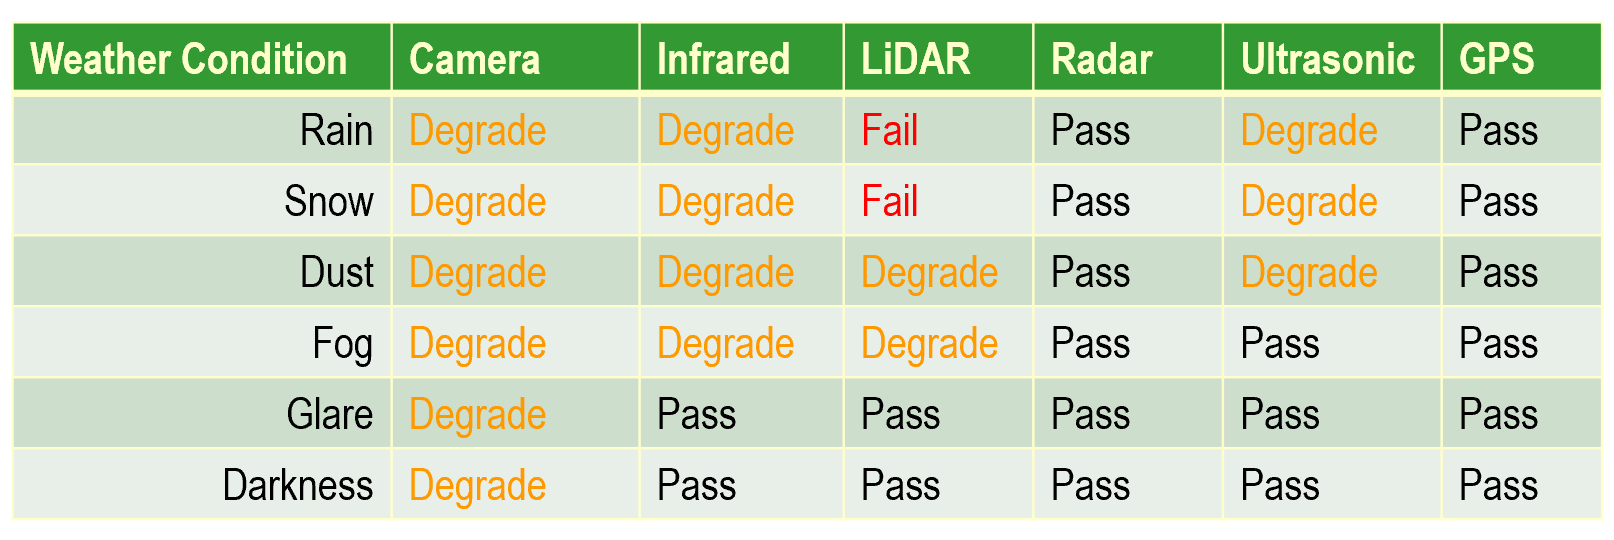 Weather Condition Camera Infrared LiDAR Radar Ultrasonic GPS
Rain Degrade Degrade Fail Pass Degrade Pass
Snow Degrade Degrade Fail Pass Degrade Pass
Dust Degrade Degrade Degrade Pass Degrade Pass
Fog Degrade Degrade Degrade Pass Pass Pass
Glare Degrade Pass Pass Pass Pass Pass
Darkness Degrade Pass Pass Pass Pass Pass